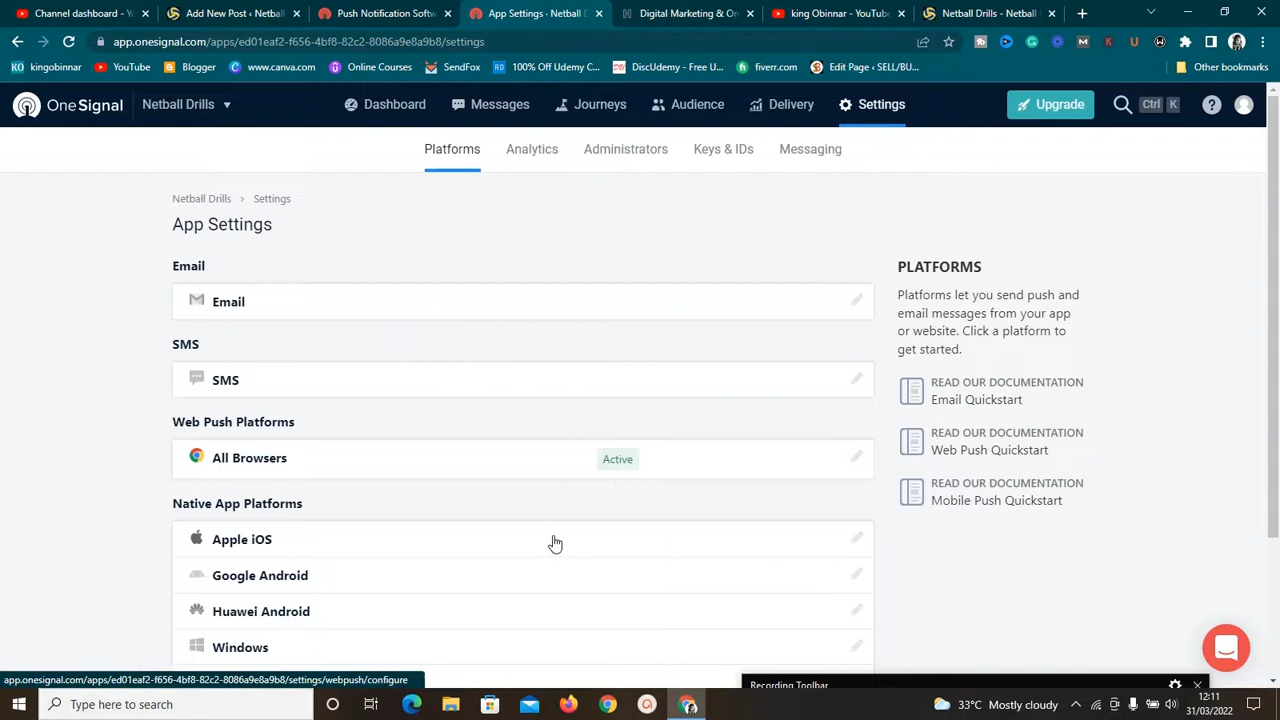 Channel dashboard - Yo
Add New Post ‹ Netball
Push Notification Softw
App Settings · Netball D
Digital Marketing & On
king Obinnar - YouTube
Netball Drills - Netball
app.onesignal.com/apps/ed01eaf2-f656-4bf8-82c2-8086a9e8a9b8/settings
kingobinnar
YouTube
Blogger
www.canva.com
Online Courses
SendFox
100% Off Udemy C...
DiscUdemy - Free U...
fiverr.com
Edit Page ‹ SELL/BU...
Other bookmarks
OneSignal
Netball Drills
Dashboard
Messages
Journeys
Audience
Delivery
Settings
Upgrade
Ctrl K
Platforms
Analytics
Administrators
Keys & IDs
Messaging
Netball Drills › Settings
App Settings
Email
Email
SMS
SMS
Web Push Platforms
All Browsers
Active
Native App Platforms
Apple iOS
Google Android
Huawei Android
Windows
PLATFORMS
Platforms let you send push and
email messages from your app
or website. Click a platform to
get started.
READ OUR DOCUMENTATION
Email Quickstart
READ OUR DOCUMENTATION
Web Push Quickstart
READ OUR DOCUMENTATION
Mobile Push Quickstart
app.onesignal.com/apps/ed01eaf2-f656-4bf8-82c2-8086a9e8a9b8/settings/webpush/configure
Recording Toolbar
Type here to search
33°C Mostly cloudy
12:11
31/03/2022